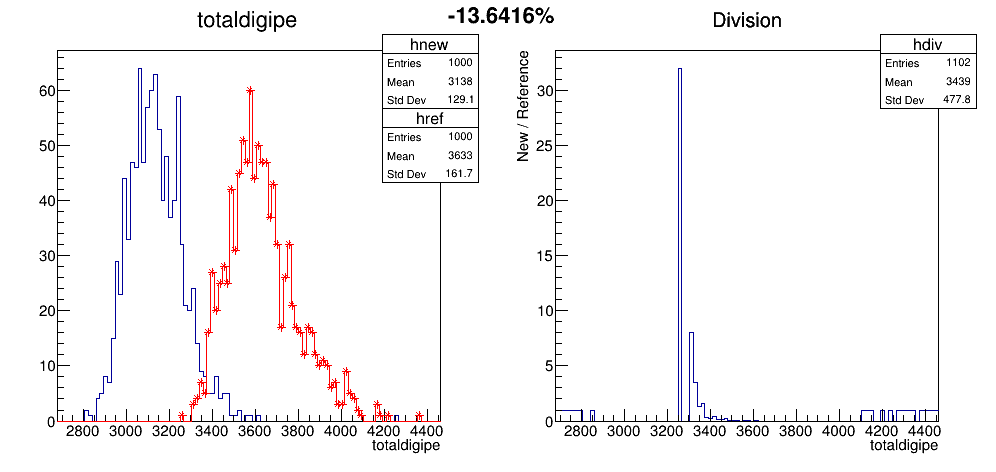 -13.6416%
totaldigipe
hnew
Entries 1000
Mean 3138
Std Dev 129.1
href
Entries 1000
Mean 3633
Std Dev 161.7
60
50
40
30
20
10
0
2800 3000 3200 3400 3600 3800 4000 4200 4400
totaldigipe
Division
hdiv
Entries 1102
Mean 3439
Std Dev 477.8
New / Reference
30
25
20
15
10
5
0
2800 3000 3200 3400 3600 3800 4000 4200 4400
totaldigipe